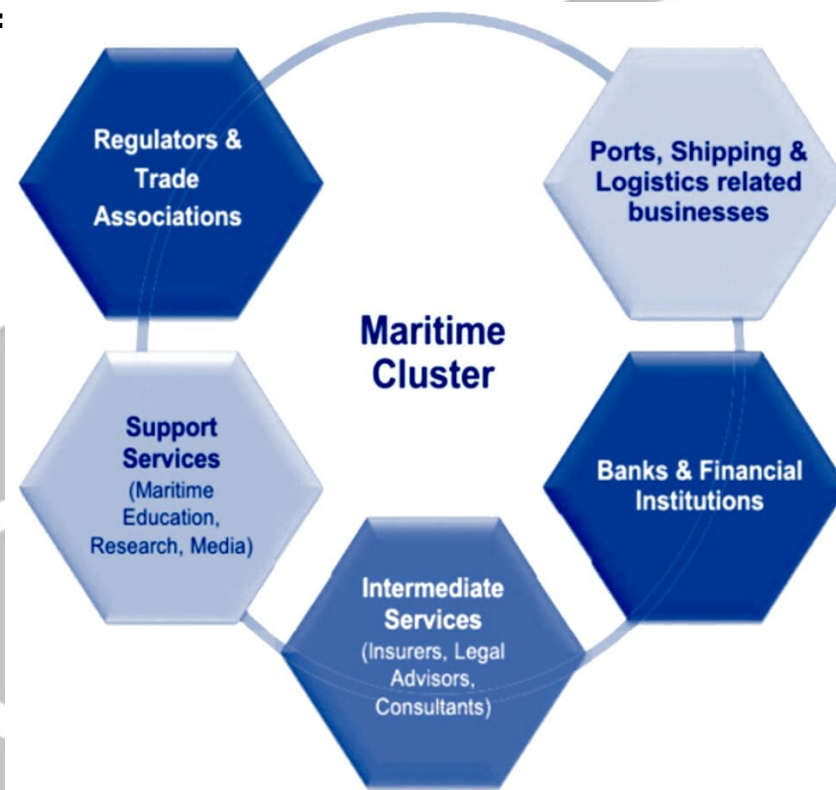 :
Regulators &
Trade
Associations
Ports, Shipping &
Logistics related
businesses
Maritime
Cluster
Support
Services
(Maritime
Education,
Research, Media)
Banks & Financial
Institutions
Intermediate
Services
(Insurers, Legal
Advisors,
Consultants)